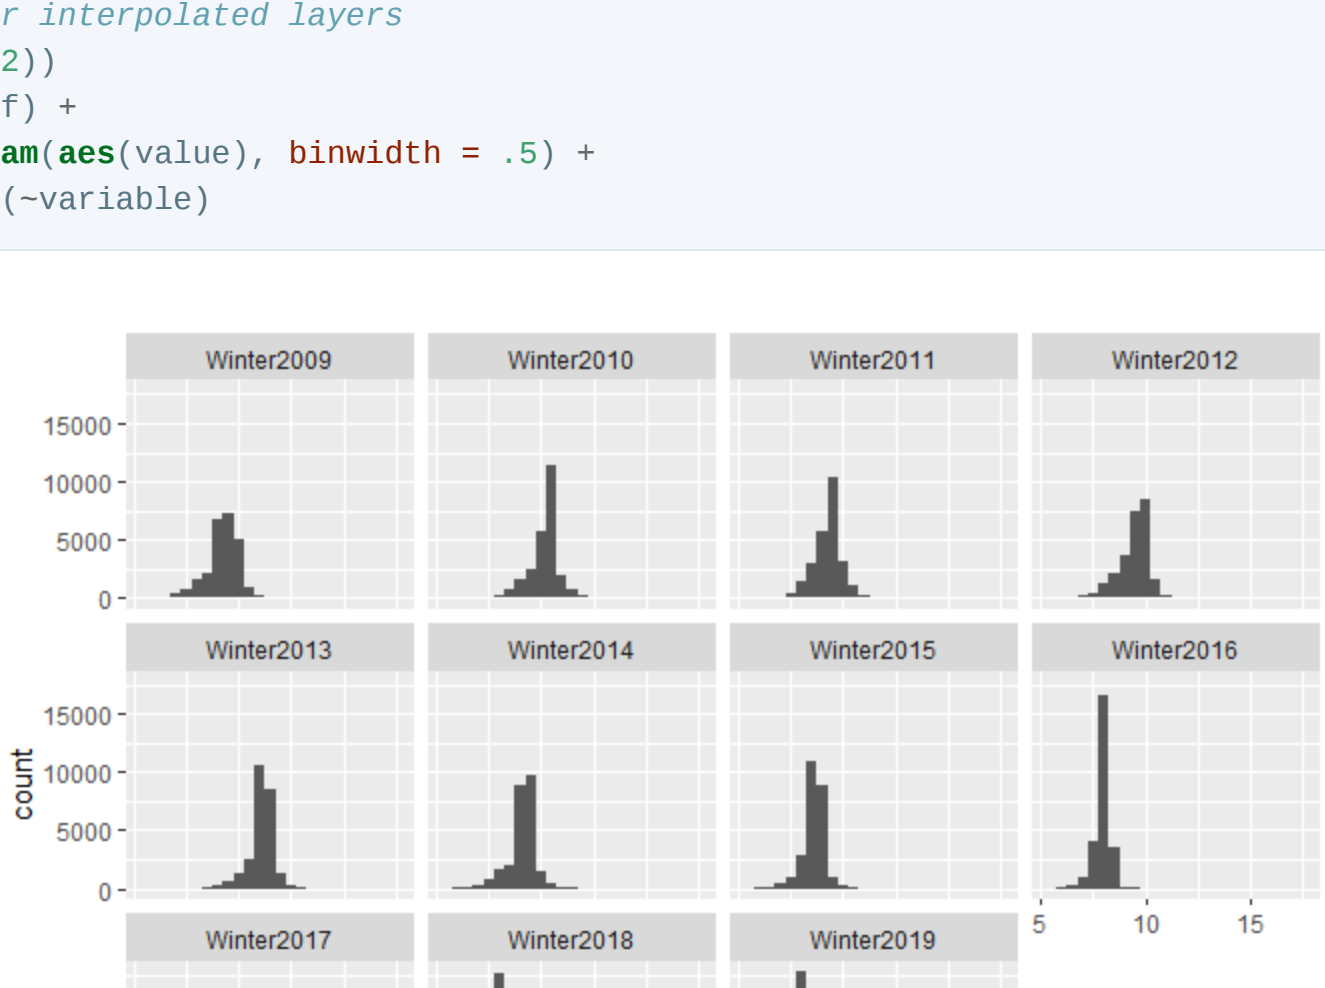 r interpolated layers
2))
f) +
am(aes(value), binwidth = .5) +
(~variable)
Winter2009 Winter2010 Winter2011 Winter2012
15000
10000
5000
0
Winter2013 Winter2014 Winter2015 Winter2016
15000
10000
5000
0
count
5 10 15
Winter2017 Winter2018 Winter2019